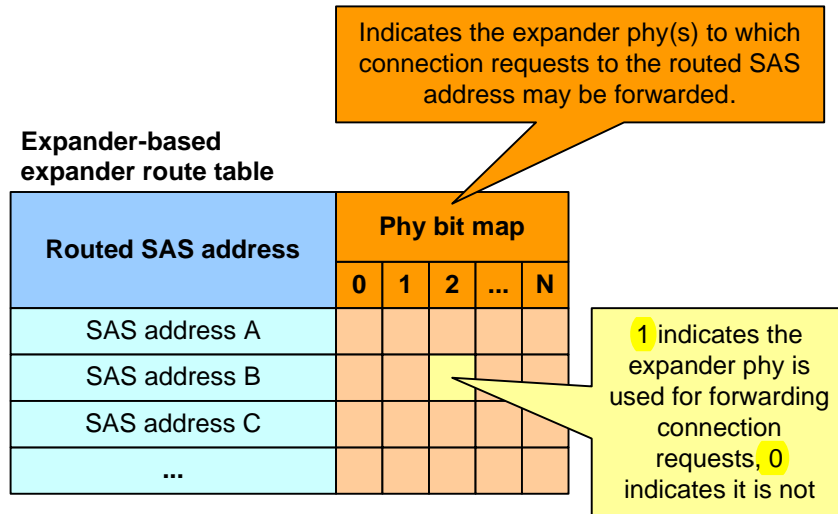 Indicates the expander phy(s) to which
connection requests to the routed SAS
address may be forwarded.
Expander-based
expander route table
Routed SAS address
Phy bit map
0 1 2 ... N
SAS address A
SAS address B
SAS address C
...
1 indicates the
expander phy is
used for forwarding
connection
requests, 0
indicates it is not